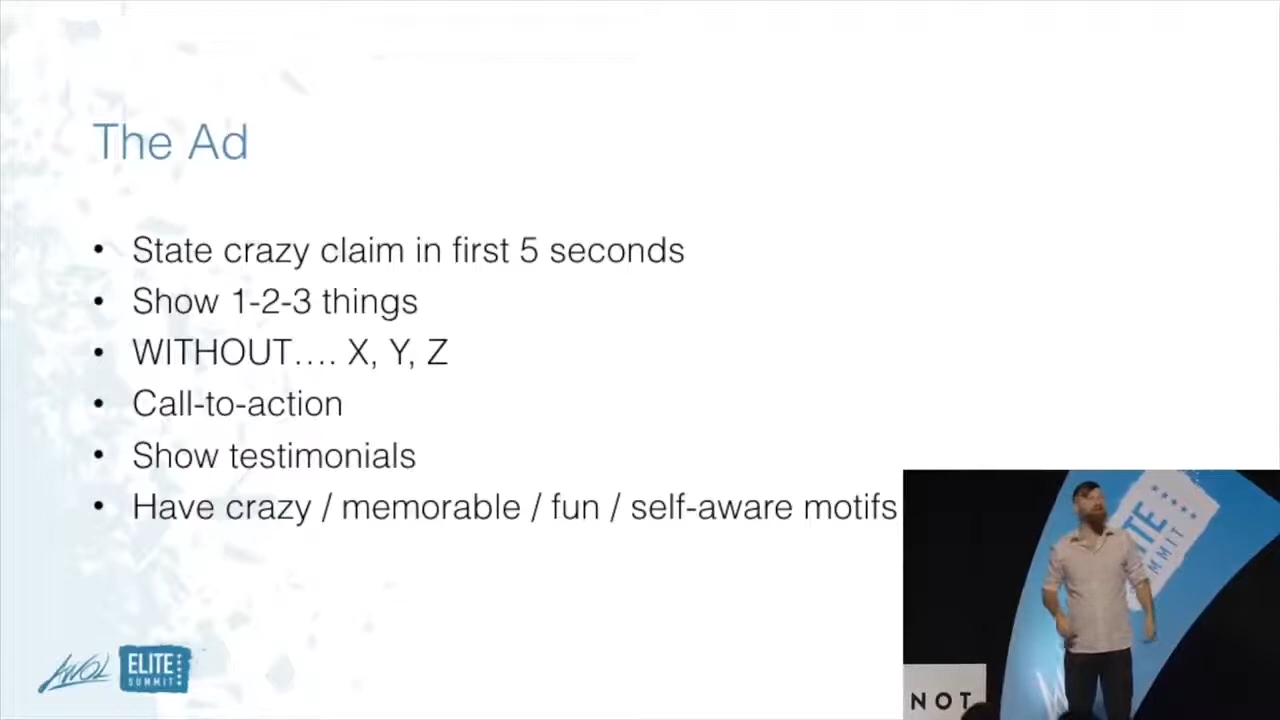 The Ad
• State crazy claim in first 5 seconds
• Show 1-2-3 things
• WITHOUT…. X, Y, Z
• Call-to-action
• Show testimonials
• Have crazy / memorable / fun / self-aware motifs
AWOL
ELITE
SUMMIT
NOT